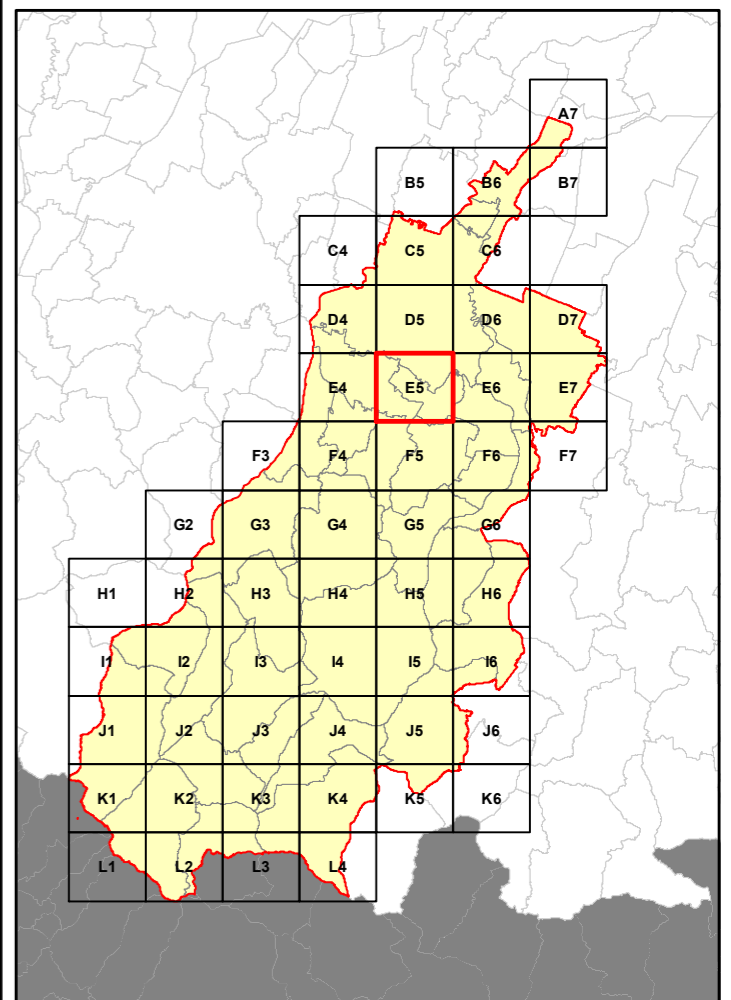 A7
B5 B6 B7
C4 C5 C6
D4 D5 D6 D7
E4 E5 E6 E7
F3 F4 F5 F6 F7
G2 G3 G4 G5 G6
H1 H2 H3 H4 H5 H6
I1 I2 I3 I4 I5 I6
J1 J2 J3 J4 J5 J6
K1 K2 K3 K4 K5 K6
L1 L2 L3 L4